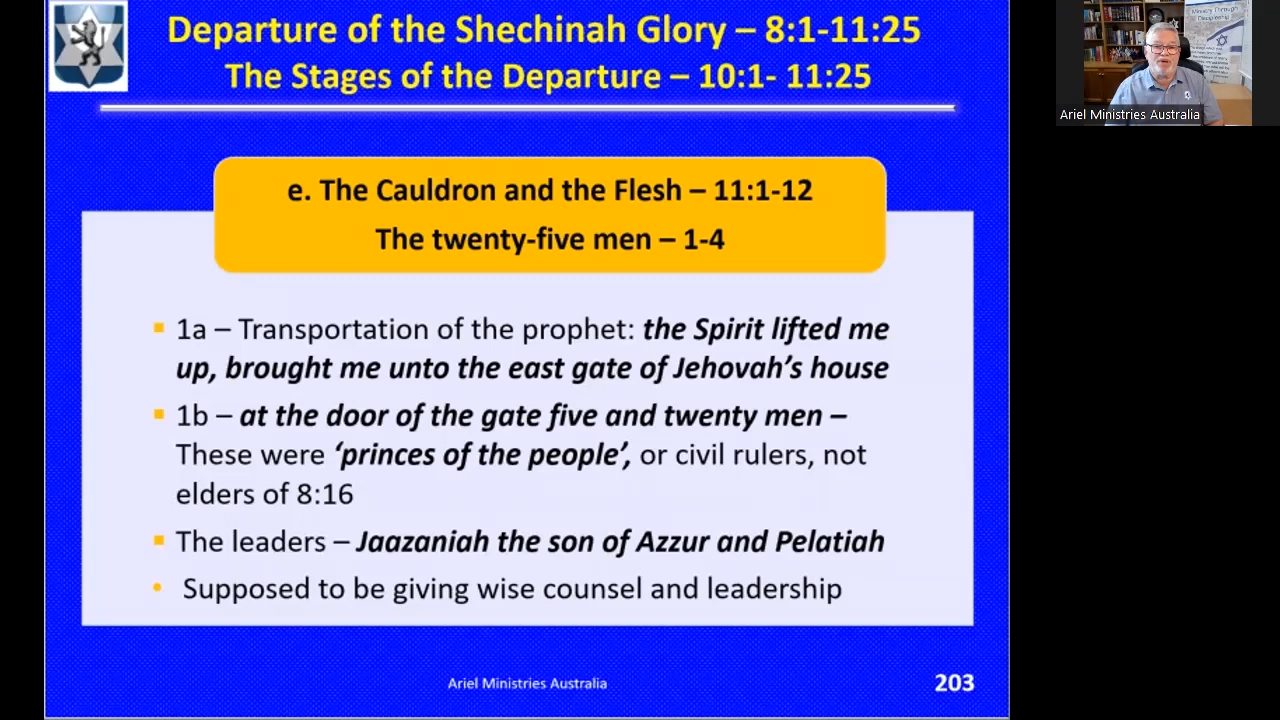 Departure of the Shechinah Glory – 8:1-11:25
The Stages of the Departure – 10:1- 11:25
e. The Cauldron and the Flesh – 11:1-12
The twenty-five men – 1-4
▪ 1a – Transportation of the prophet: the Spirit lifted me
up, brought me unto the east gate of Jehovah’s house
▪ 1b – at the door of the gate five and twenty men –
These were ‘princes of the people’, or civil rulers, not
elders of 8:16
▪ The leaders – Jaazaniah the son of Azzur and Pelatiah
• Supposed to be giving wise counsel and leadership
Ariel Ministries Australia
203
Ministry Through
Discipleship
Ariel Ministries Australia